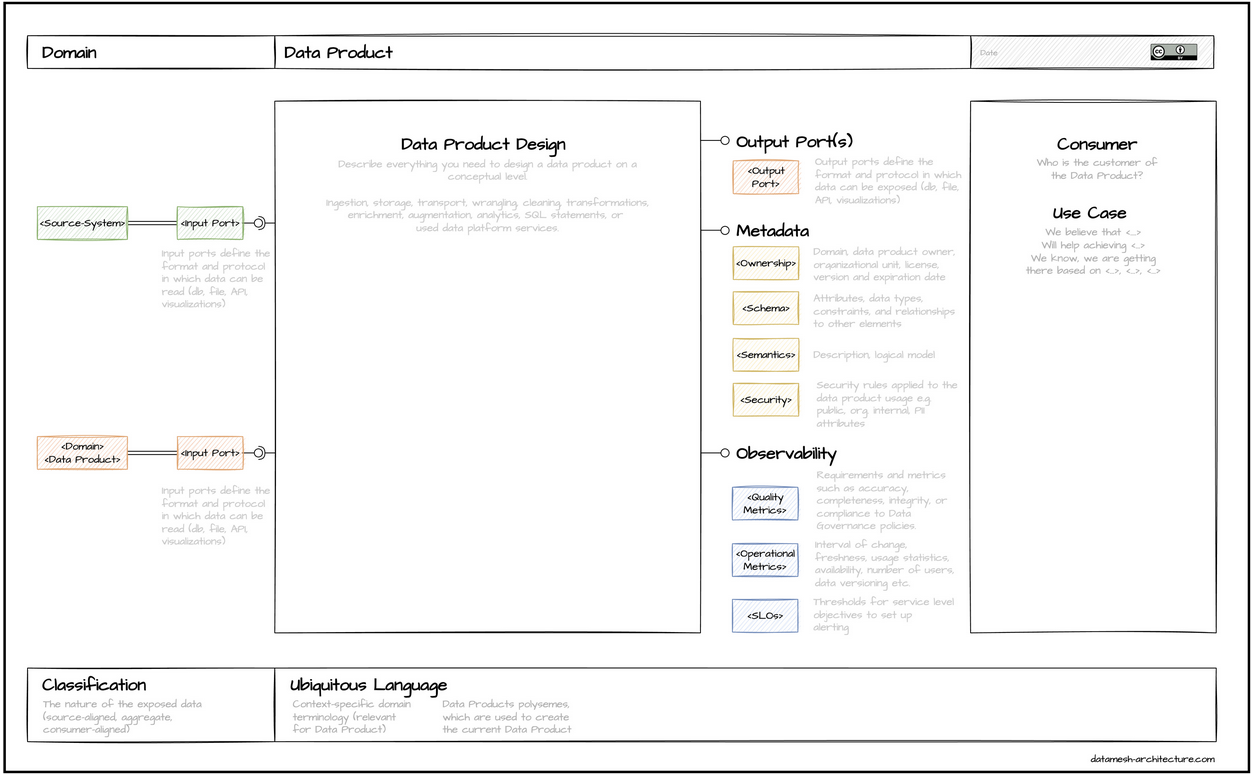 Domain
Data Product
Date
CC
BY
Data Product Design
Describe everything you need to design a data product on a
conceptual level.
Ingestion, storage, transport, wrangling, cleaning, transformations,
enrichment, augmentation, analytics, SQL statements, or
used data platform services.
<Source-System>
<Input Port>
Input ports define the
format and protocol
in which data can be
read (db, file, API,
visualizations)
<Domain>
<Data Product>
<Input Port>
Input ports define the
format and protocol
in which data can be
read (db, file, API,
visualizations)
Output Port(s)
<Output
Port>
Output ports define the
format and protocol in which
data can be exposed (db, file,
API, visualizations)
Metadata
<Ownership>
Domain, data product owner,
organizational unit, license,
version and expiration date
<Schema>
Attributes, data types,
constraints, and relationships
to other elements
<Semantics>
Description, logical model
<Security>
Security rules applied to the
data product usage e.g.
public, org. internal, PII
attributes
Observability
<Quality
Metrics>
Requirements and metrics
such as accuracy,
completeness, integrity, or
compliance to Data
Governance policies.
<Operational
Metrics>
Interval of change,
freshness, usage statistics,
availability, number of users,
data versioning etc.
<SLOs>
Thresholds for service level
objectives to set up
alerting
Consumer
Who is the customer of
the Data Product?
Use Case
We believe that <...>
Will help achieving <...>
We know, we are getting
there based on <...>, <...>, <...>
Classification
The nature of the exposed data
(source-aligned, aggregate,
consumer-aligned)
Ubiquitous Language
Context-specific domain
terminology (relevant
for Data Product)
Data Products polysemes,
which are used to create
the current Data Product
datamesh-architecture.com